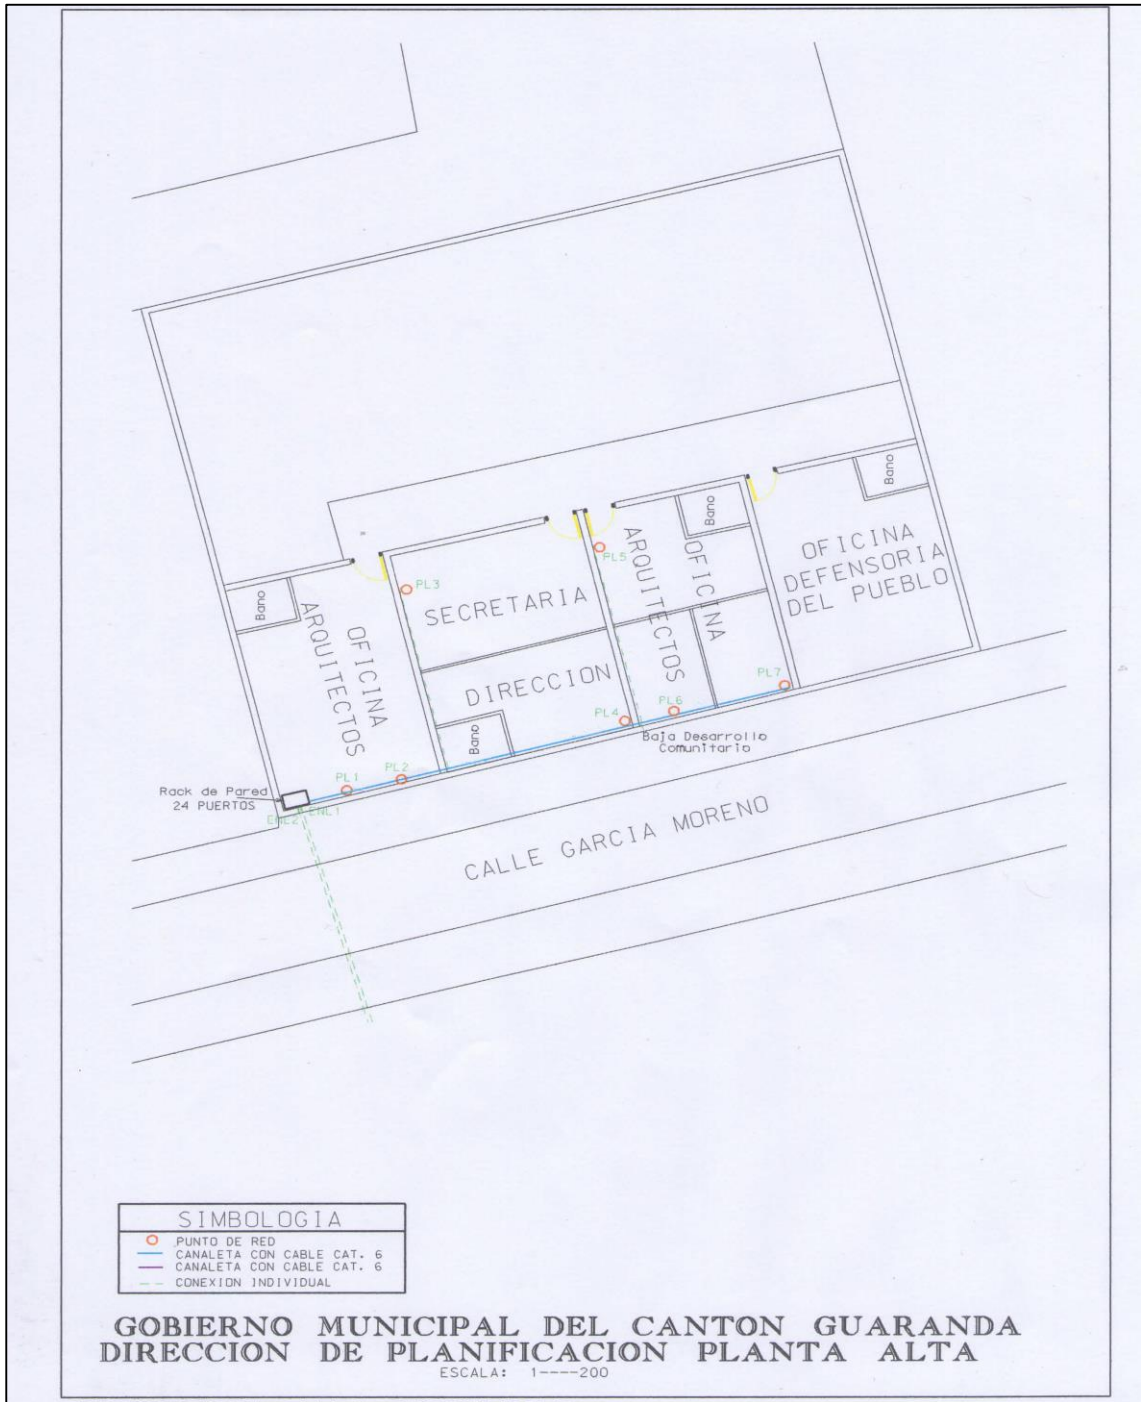 Bano
Bano
OFICINA
DEFENSORIA
DEL PUEBLO
OFICINA
ARQUITECTOS
PL5
PL3
SECRETARIA
Bano
OFICINA
ARQUITECTOS
DIRECCION
PL7
PL6
PL4
Baja Desarrollo
Comunitario
Bano
PL2
PL1
Rack de Pared
24 PUERTOS
ENL1
ENL2
CALLE GARCIA MORENO
SIMBOLOGIA
PUNTO DE RED
CANALETA CON CABLE CAT. 6
CANALETA CON CABLE CAT. 6
CONEXION INDIVIDUAL
GOBIERNO MUNICIPAL DEL CANTON GUARANDA
DIRECCION DE PLANIFICACION PLANTA ALTA
ESCALA: 1----200